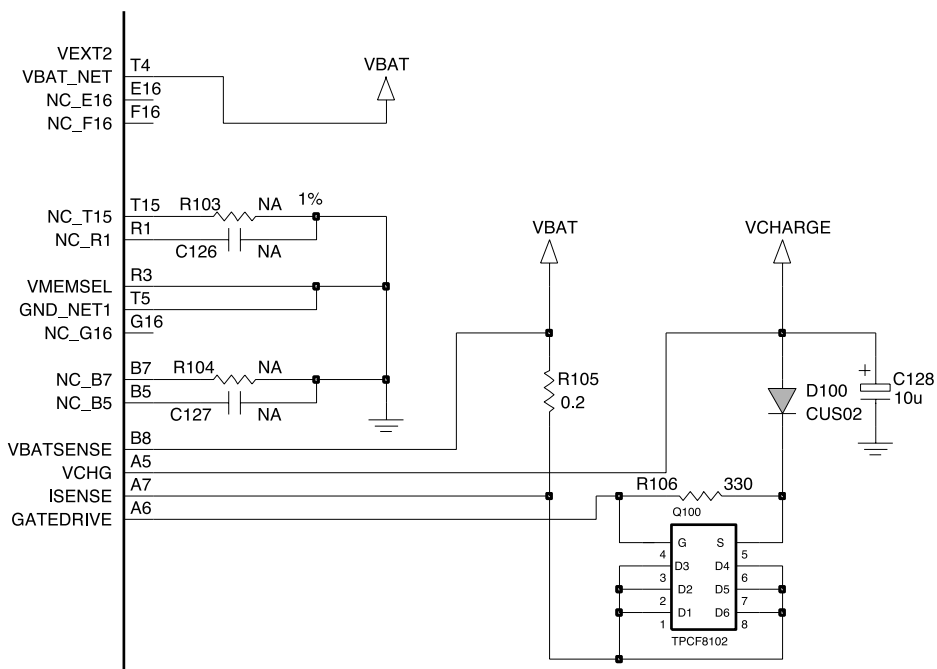 VEXT2
VBAT_NET T4 VBAT
NC_E16 E16
NC_F16 F16
NC_T15 T15 R103 NA 1%
NC_R1 R1 C126 NA
VBAT VCHARGE
VMEMSEL R3
GND_NET1 T5
NC_G16 G16
NC_B7 B7 R104 NA
NC_B5 B5 C127 NA
R105
0.2
D100
CUS02
+ C128
10u
VBATSENSE B8
VCHG A5
ISENSE A7
GATEDRIVE A6
R106 330
Q100
G S
4 5
D3 D4
3 6
D2 D5
2 7
D1 D6
1 8
TPCF8102